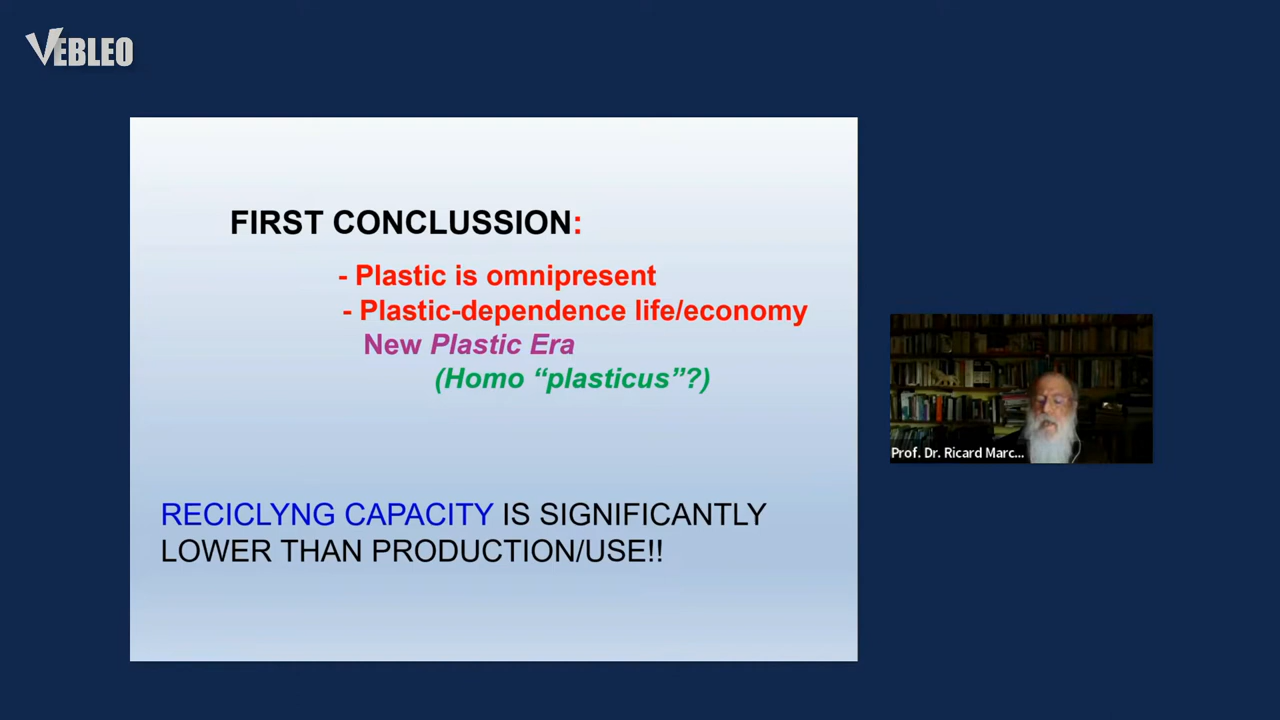 VEBLEO
FIRST CONCLUSSION:
- Plastic is omnipresent
- Plastic-dependence life/economy
New Plastic Era
(Homo “plasticus”?)
RECICLYNG CAPACITY IS SIGNIFICANTLY
LOWER THAN PRODUCTION/USE!!
Prof. Dr. Ricard Marc...